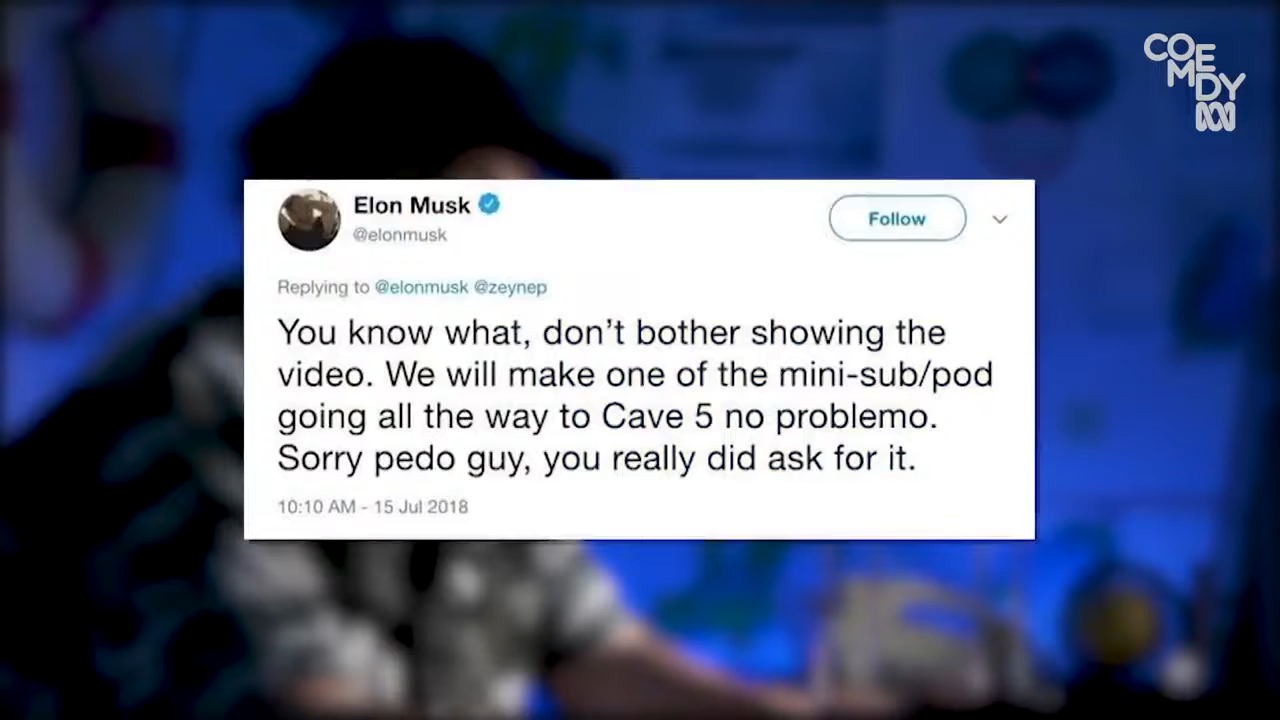 COEMDY
Elon Musk
@elonmusk
Follow
Replying to @elonmusk @zeynep
You know what, don’t bother showing the
video. We will make one of the mini-sub/pod
going all the way to Cave 5 no problemo.
Sorry pedo guy, you really did ask for it.
10:10 AM - 15 Jul 2018